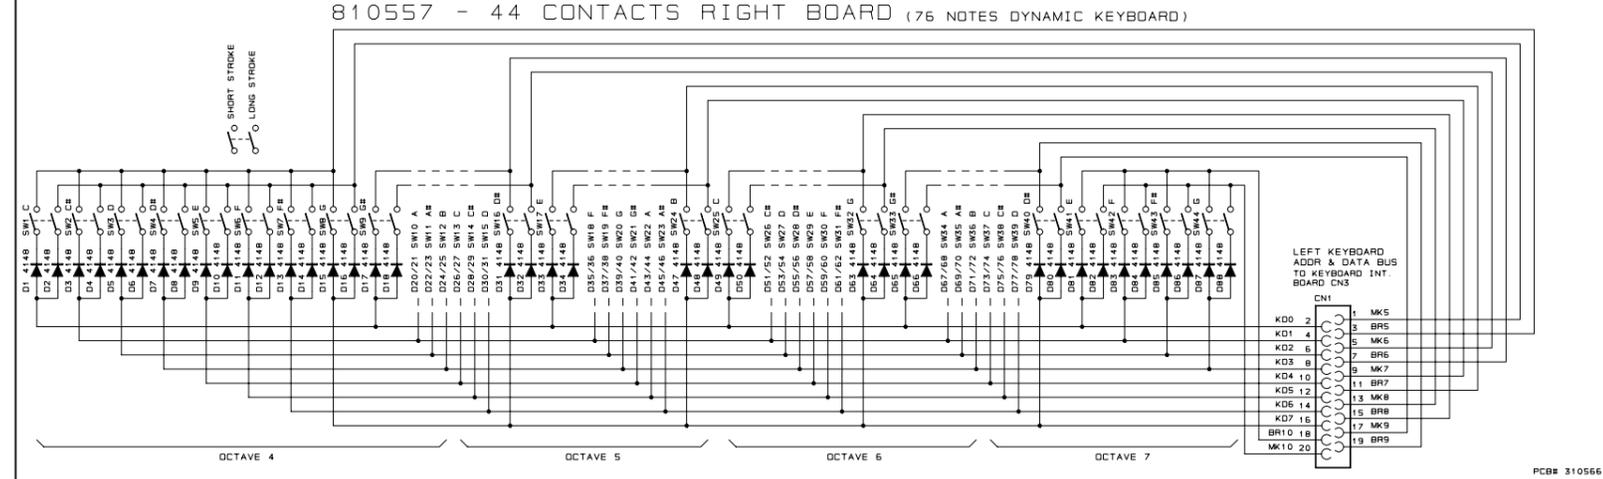 810557 - 44 CONTACTS RIGHT BOARD (76 NOTES DYNAMIC KEYBOARD)
SHORT STROKE
LONG STROKE
D1 4148 SW1 C
D2 4148
D3 4148 SW2 C#
D4 4148
D5 4148 SW3 D
D6 4148
D7 4148 SW4 D#
D8 4148
D9 4148 SW5 E
D10 4148
D11 4148 SW6 F
D12 4148
D13 4148 SW7 F#
D14 4148
SW8 G
D16 4148
SW9 G#
D18 4148
D20/21 SW10 A
D22/23 SW11 A#
D24/25 SW12 B
D26/27 SW13 C
D28/29 SW14 C#
D30/31 SW15 D
D31 4148 SW16 D#
D32 4148
D33 4148 SW17 E
D34 4148
D35/36 SW18 F
D37/38 SW19 F#
D39/40 SW20 G
D41/42 SW21 G#
D43/44 SW22 A
D45/46 SW23 A#
D47 4148 SW24 B
D48 4148
D49 4148 SW25 C
D50 4148
D51/52 SW26 C#
D53/54 SW27 D
D55/56 SW28 D#
D57/58 SW29 E
D59/60 SW30 F
D61/62 SW31 F#
D63 4148 SW32 G
D64 4148
D65 4148 SW33 G#
D66 4148
D67/68 SW34 A
D69/70 SW35 A#
D71/72 SW36 B
D73/74 SW37 C
D75/76 SW38 C#
D77/78 SW39 D
D79 4148 SW40 D#
D80 4148
D81 4148 SW41 E
D82 4148
D83 4148 SW42 F
D84 4148
D85 4148 SW43 F#
D86 4148
D87 4148 SW44 G
D88 4148
LEFT KEYBOARD
ADDR & DATA BUS
TO KEYBOARD INT.
BOARD CN3
CN1
1 MK5
KD0 2
3 BR5
KD1 4
5 MK6
KD2 6
7 BR6
KD3 8
9 MK7
KD4 10
11 BR7
KD5 12
13 MK8
KD6 14
15 BR8
KD7 16
17 MK9
BR10 18
19 BR9
MK10 20
OCTAVE 4
OCTAVE 5
OCTAVE 6
OCTAVE 7
PCB# 310566